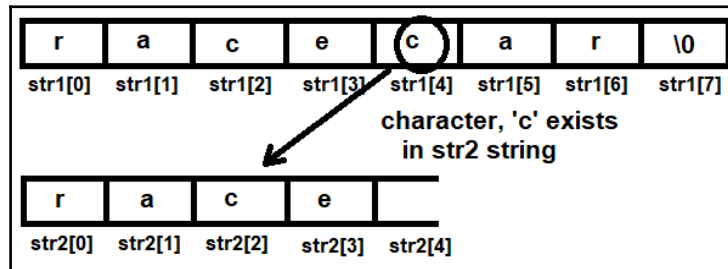 r a c e c a r \0
str1[0] str1[1] str1[2] str1[3] str1[4] str1[5] str1[6] str1[7]
character, 'c' exists
in str2 string
r a c e
str2[0] str2[1] str2[2] str2[3] str2[4]